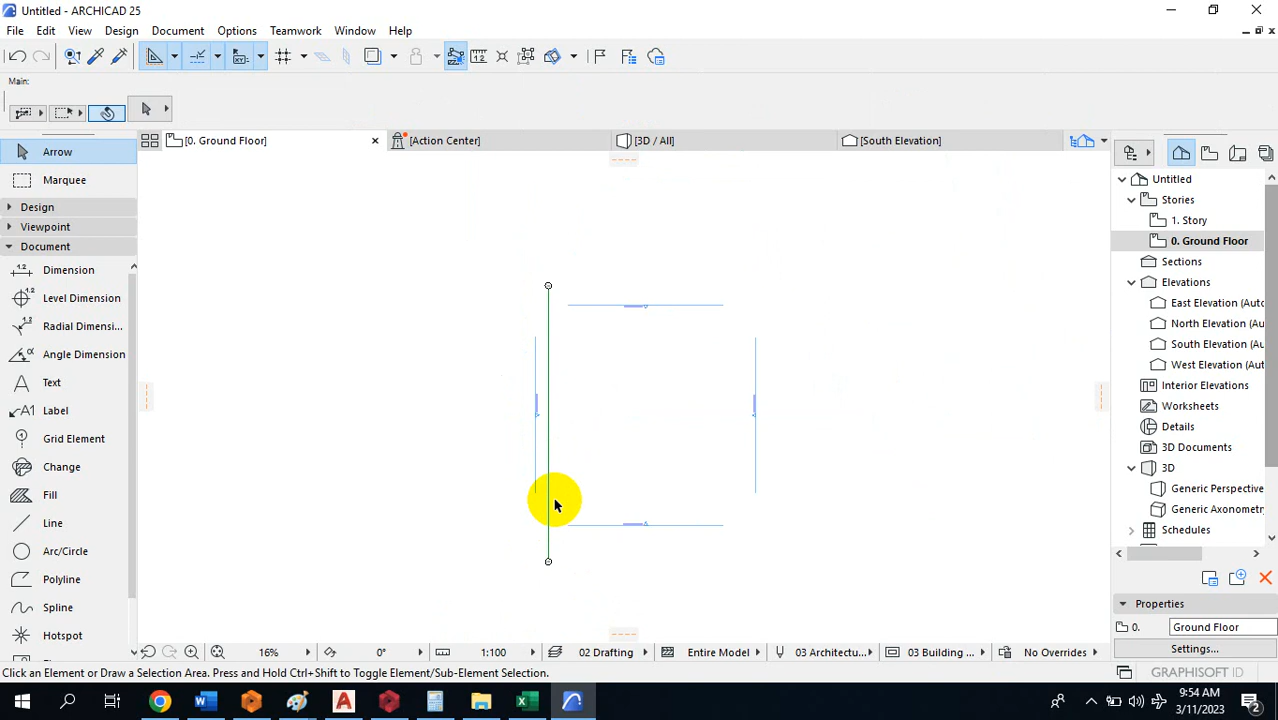 Untitled - ARCHICAD 25
File Edit View Design Document Options Teamwork Window Help
Main:
[0. Ground Floor]
[Action Center]
[3D / All]
[South Elevation]
Arrow
Marquee
Design
Viewpoint
Document
Dimension
Level Dimension
Radial Dimensi...
Angle Dimension
Text
Label
Grid Element
Change
Fill
Line
Arc/Circle
Polyline
Spline
Hotspot
Untitled
Stories
1. Story
0. Ground Floor
Sections
Elevations
East Elevation (Aut
North Elevation (Au
South Elevation (Au
West Elevation (Aut
Interior Elevations
Worksheets
Details
3D Documents
3D
Generic Perspective
Generic Axonometr
Schedules
Properties
0. Ground Floor
Settings...
16% 0° 1:100 02 Drafting Entire Model 03 Architectu... 03 Building ... No Overrides
Click an Element or Draw a Selection Area. Press and Hold Ctrl+Shift to Toggle Element/Sub-Element Selection.
GRAPHISOFT ID
9:54 AM
3/11/2023
2